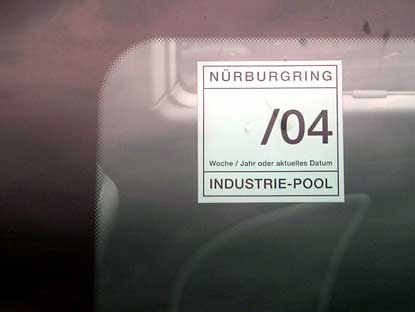 NÜRBURGRING
/04
Woche / Jahr oder aktuelles Datum
INDUSTRIE-POOL